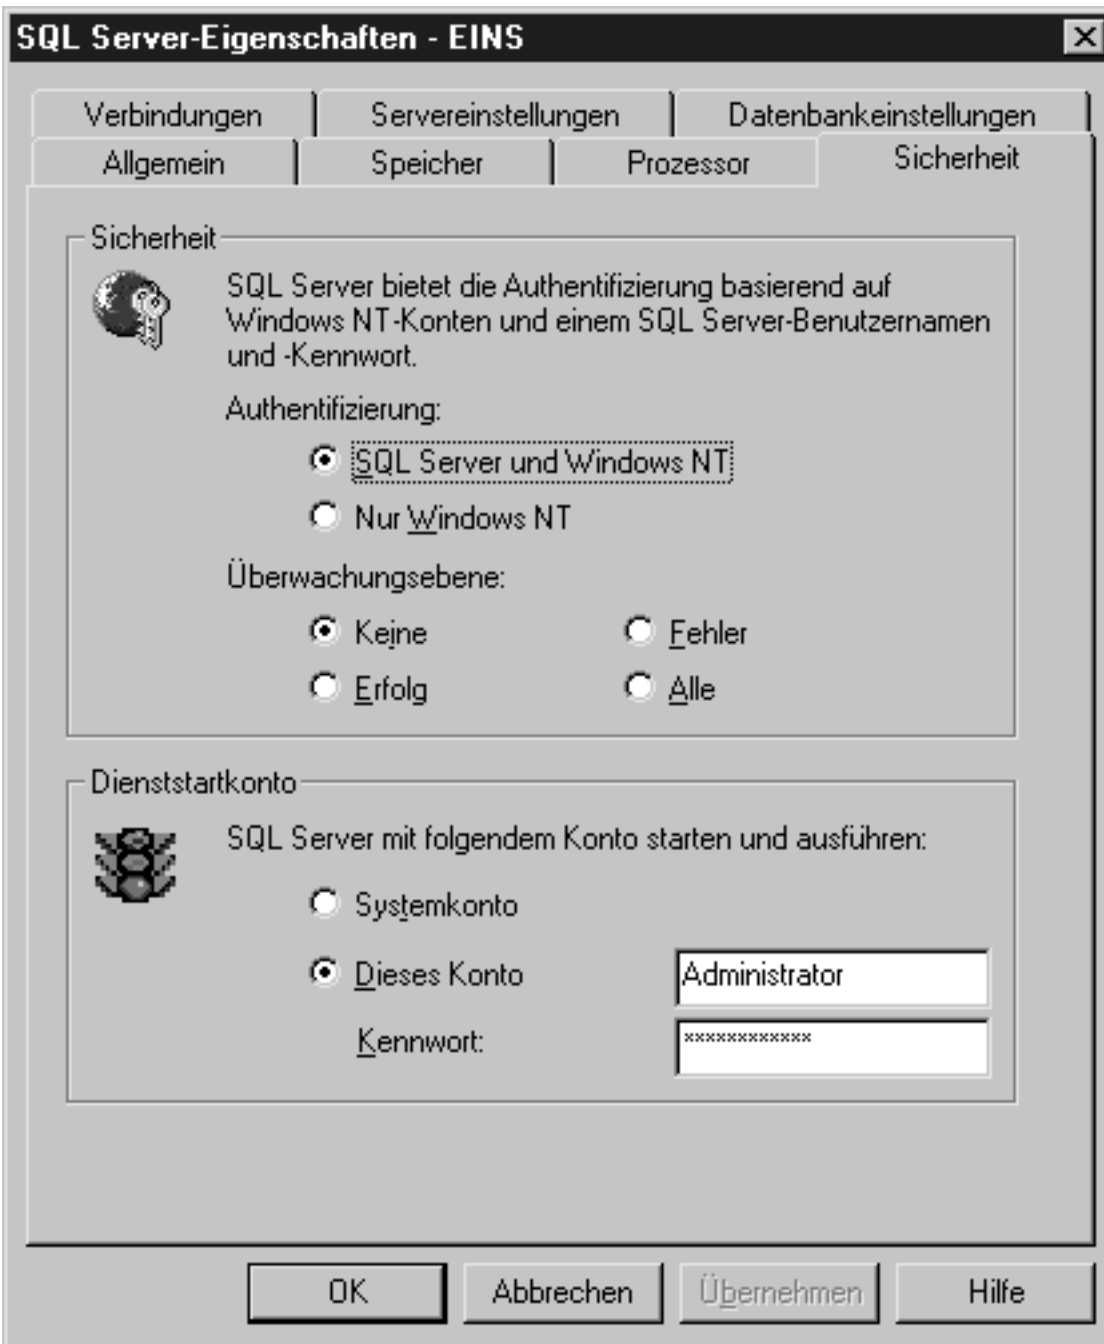 SQL Server-Eigenschaften - EINS
Verbindungen
Servereinstellungen
Datenbankeinstellungen
Allgemein
Speicher
Prozessor
Sicherheit
Sicherheit
SQL Server bietet die Authentifizierung basierend auf
Windows NT-Konten und einem SQL Server-Benutzernamen
und -Kennwort.
Authentifizierung:
SQL Server und Windows NT
Nur Windows NT
Überwachungsebene:
Keine
Fehler
Erfolg
Alle
Dienststartkonto
SQL Server mit folgendem Konto starten und ausführen:
Systemkonto
Dieses Konto
Administrator
Kennwort:
************
OK
Abbrechen
Übernehmen
Hilfe